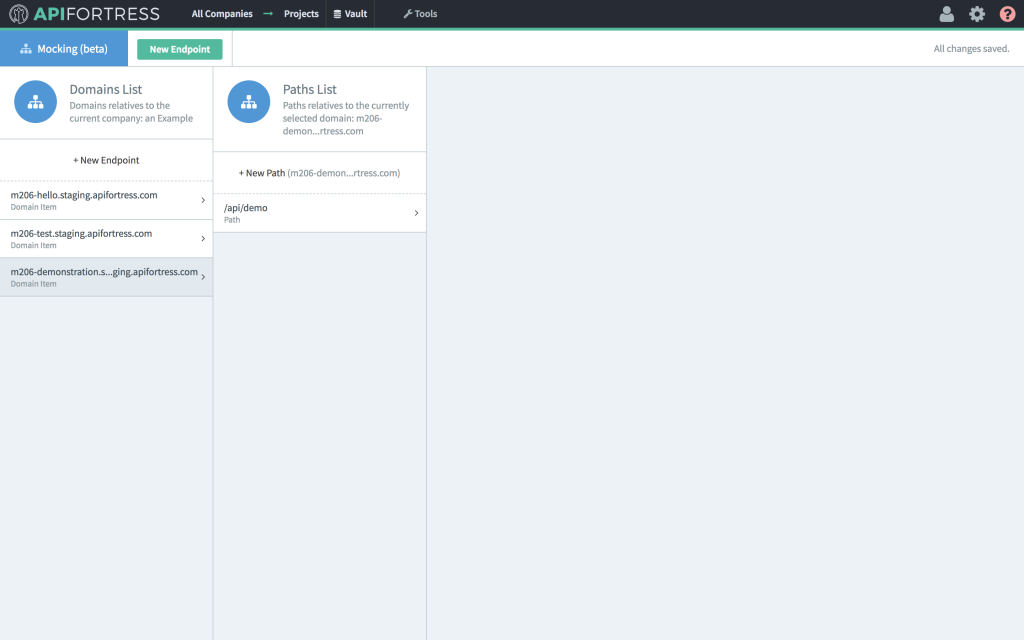 APIFORTRESS
All Companies → Projects
Vault
Tools
?
Mocking (beta)
New Endpoint
All changes saved.
Domains List
Domains relatives to the
current company: an Example
+ New Endpoint
m206-hello.staging.apifortress.com
Domain Item
m206-test.staging.apifortress.com
Domain Item
m206-demonstration.s...ging.apifortress.com
Domain Item
Paths List
Paths relatives to the currently
selected domain: m206-
demon...rtress.com
+ New Path (m206-demon...rtress.com)
/api/demo
Path